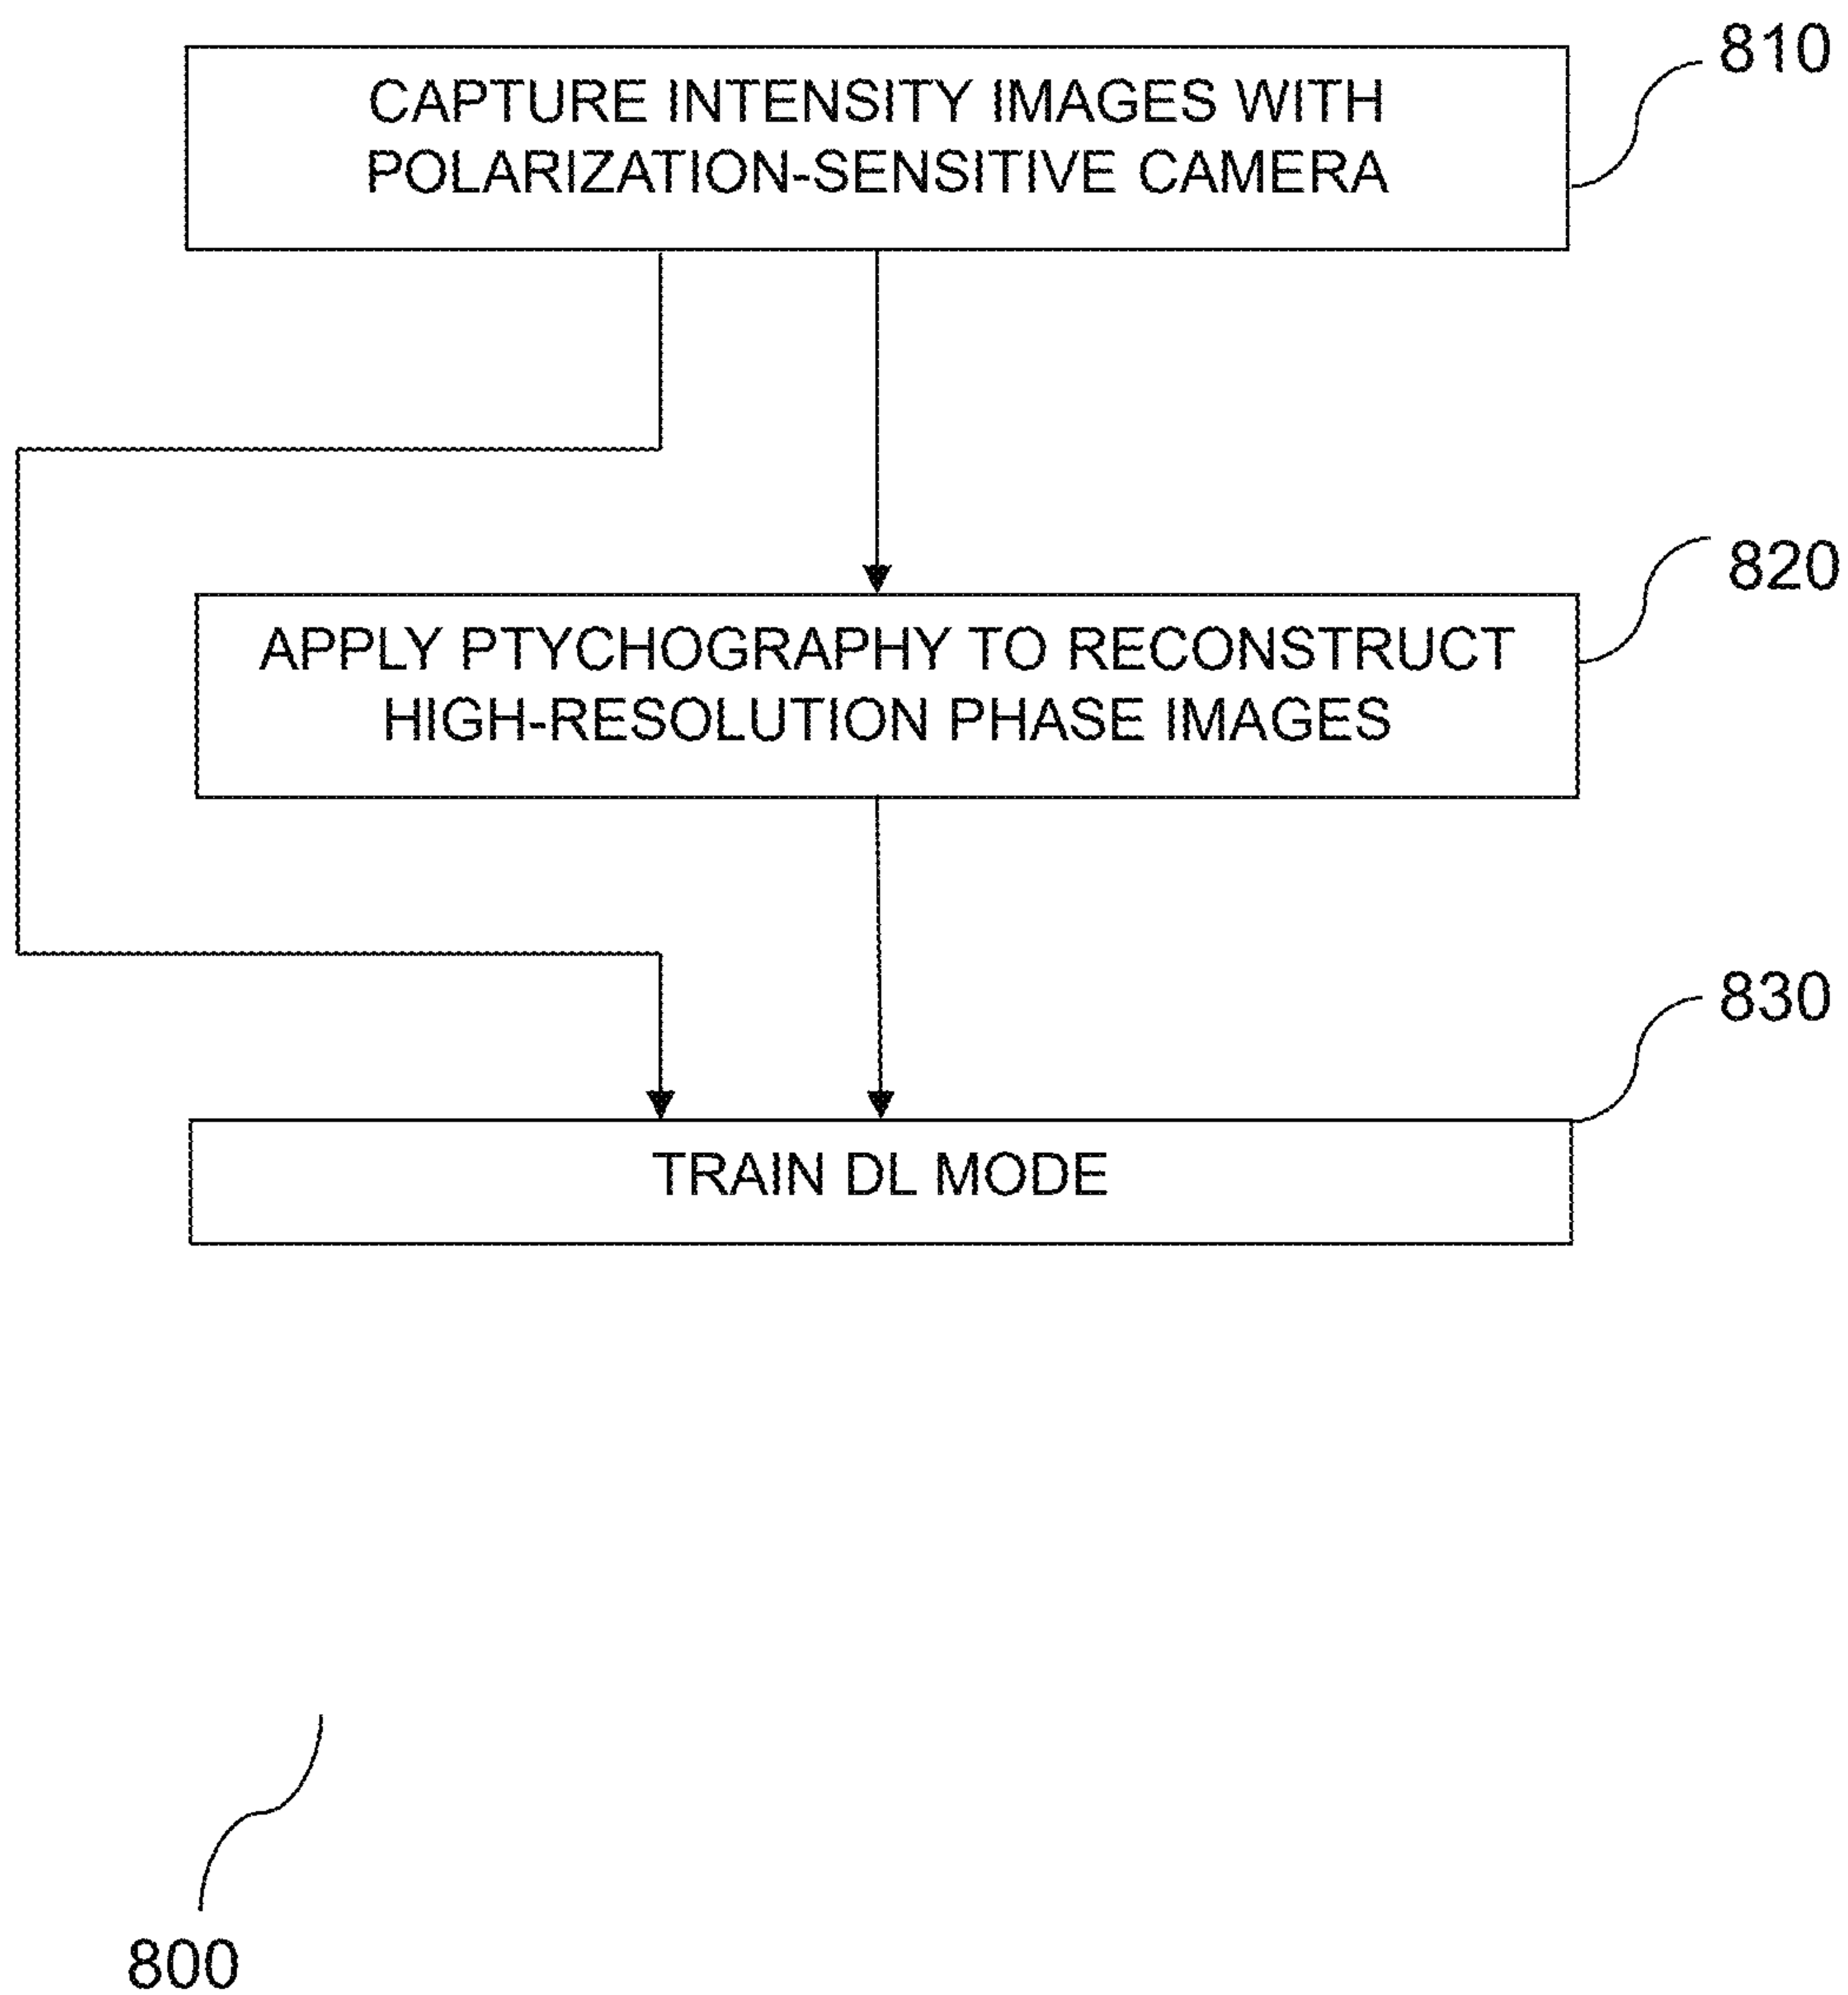 810
CAPTURE INTENSITY IMAGES WITH
POLARIZATION-SENSITIVE CAMERA
820
APPLY PTYCHOGRAPHY TO RECONSTRUCT
HIGH-RESOLUTION PHASE IMAGES
830
TRAIN DL MODE
800